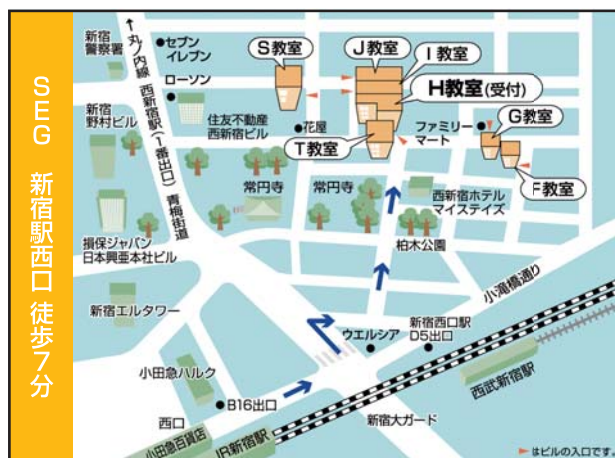 SEG 新宿駅西口 徒歩7分
↑丸ノ内線 西新宿駅(1番出口) 青梅街道
新宿
警察署
セブン
イレブン
ローソン
S教室
J教室
I教室
H教室(受付)
T教室
G教室
F教室
ファミリー
マート
花屋
住友不動産
西新宿ビル
新宿
野村ビル
常円寺
常円寺
西新宿ホテル
マイステイズ
柏木公園
損保ジャパン
日本興亜本社ビル
新宿エルタワー
小滝橋通り
ウエルシア
新宿西口駅
D5出口
小田急ハルク
B16出口
西武新宿駅
西口
新宿大ガード
小田急百貨店
JR新宿駅
はビルの入口です。